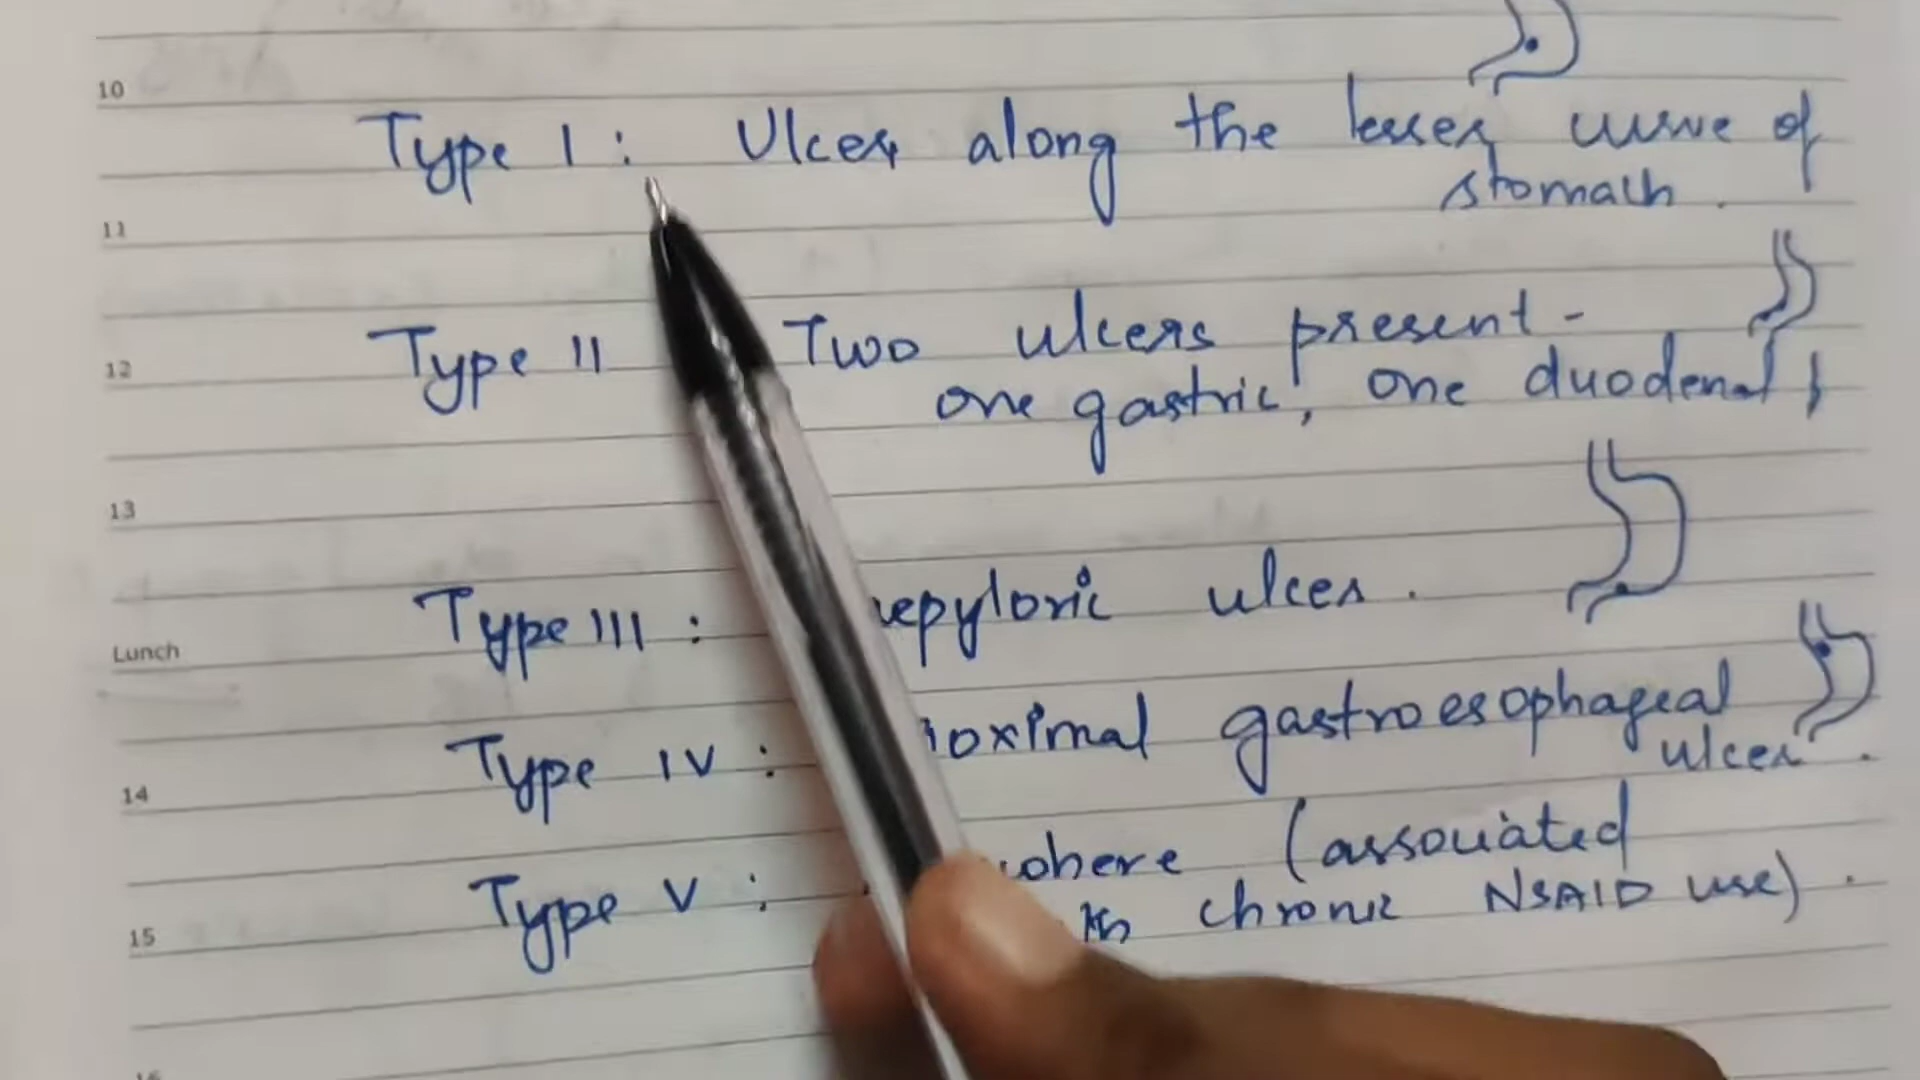 10
Type I : Ulcer along the lesser curve of
stomach .
11
12
Type II Two ulcers present -
one gastric, one duodenal
13
Type III : repyloric ulcer .
Lunch
Type IV : oximal gastroesophageal
ulcer .
14
Type V : where (associated
chronic NSAID use) .
15